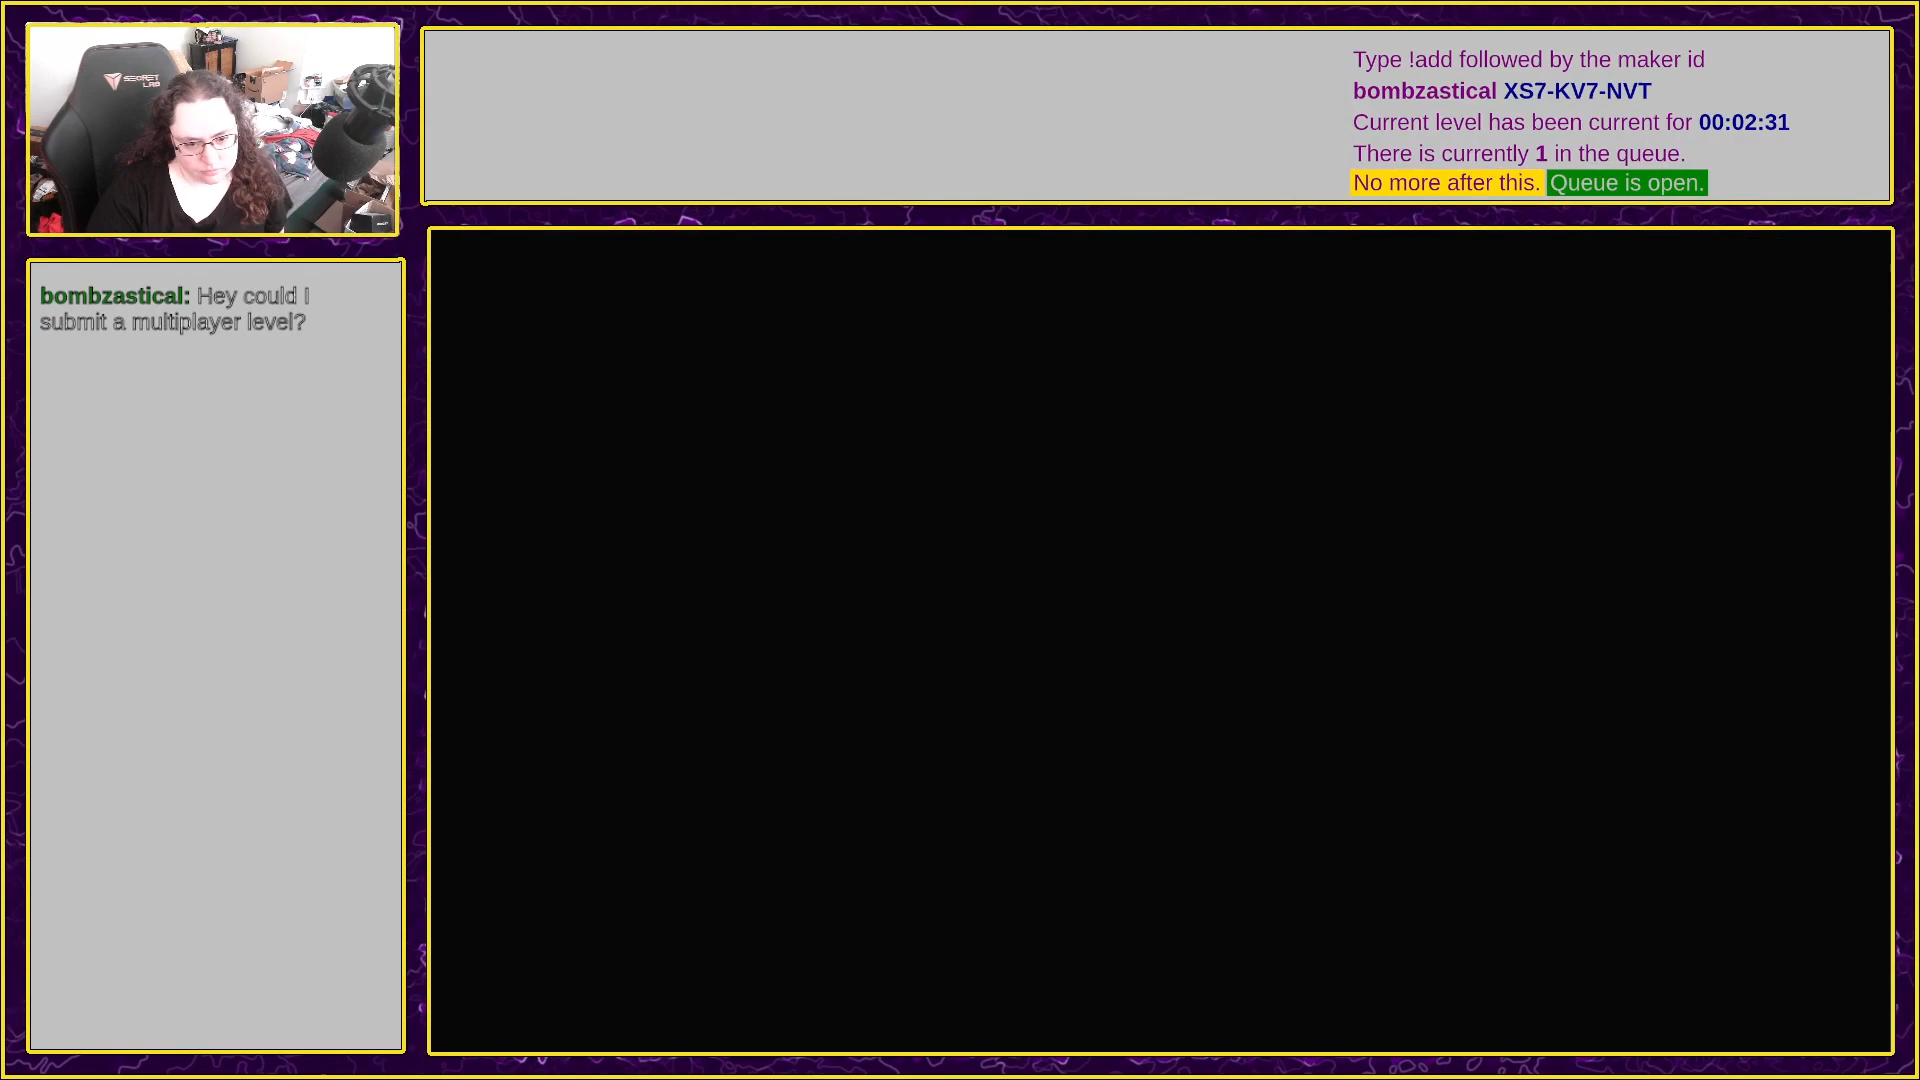 SECRET
LAB
Type !add followed by the maker id
bombzastical XS7-KV7-NVT
Current level has been current for 00:02:31
There is currently 1 in the queue.
No more after this. Queue is open.
bombzastical: Hey could I
submit a multiplayer level?